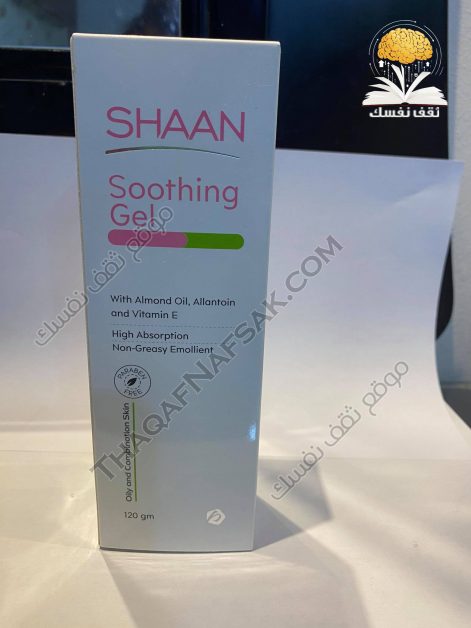 ثقف نفسك
SHAAN
Soothing
Gel
With Almond Oil, Allantoin
and Vitamin E
High Absorption
Non-Greasy Emollient
PARABEN
FREE
Oily and Combination Skin
120 gm
موقع ثقف نفسك
THAQAFNAFSAK.COM
موقع ثقف نفسك